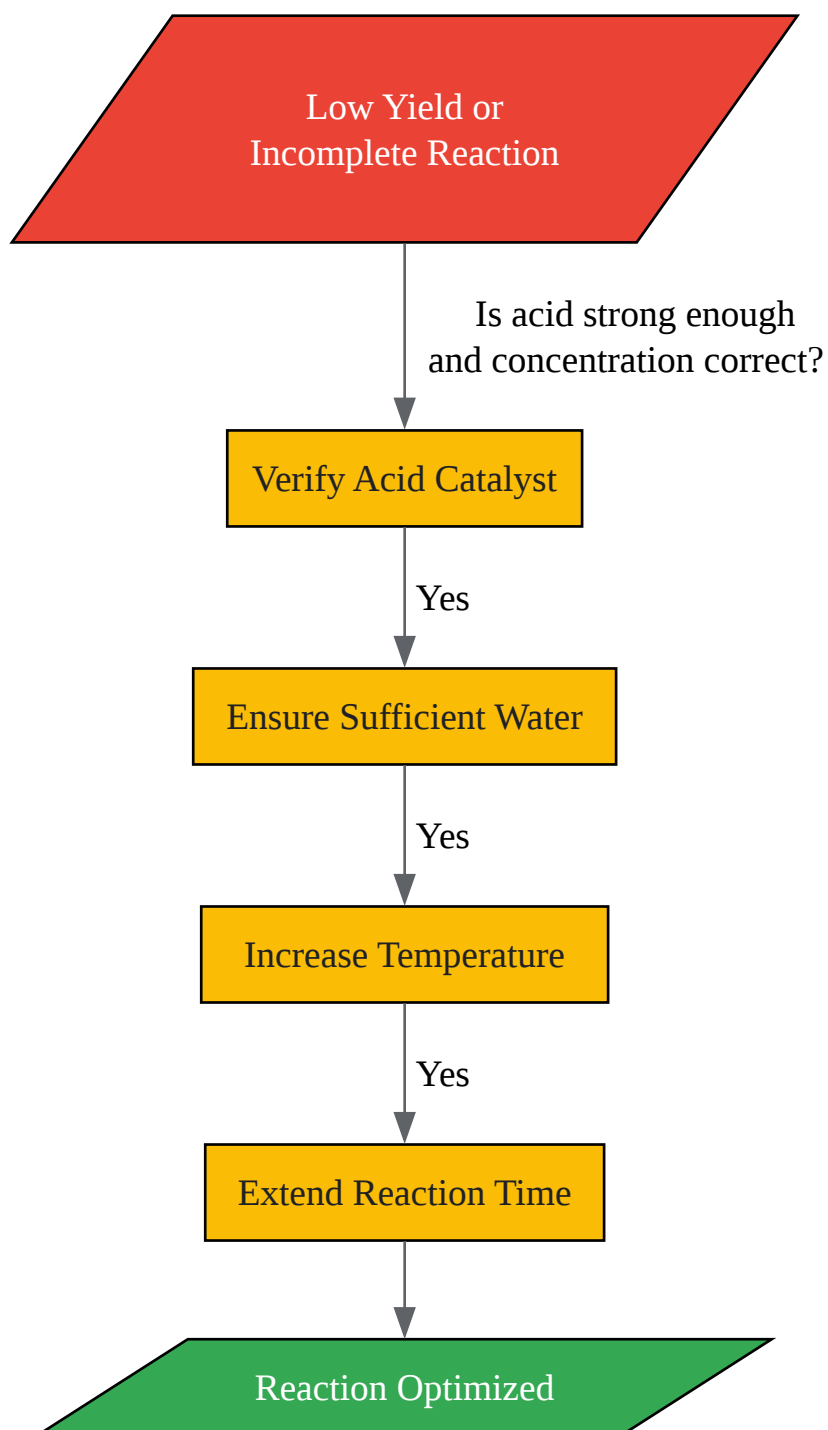 Low Yield or
Incomplete Reaction
Is acid strong enough
and concentration correct?
Verify Acid Catalyst
Yes
Ensure Sufficient Water
Yes
Increase Temperature
Yes
Extend Reaction Time
Reaction Optimized